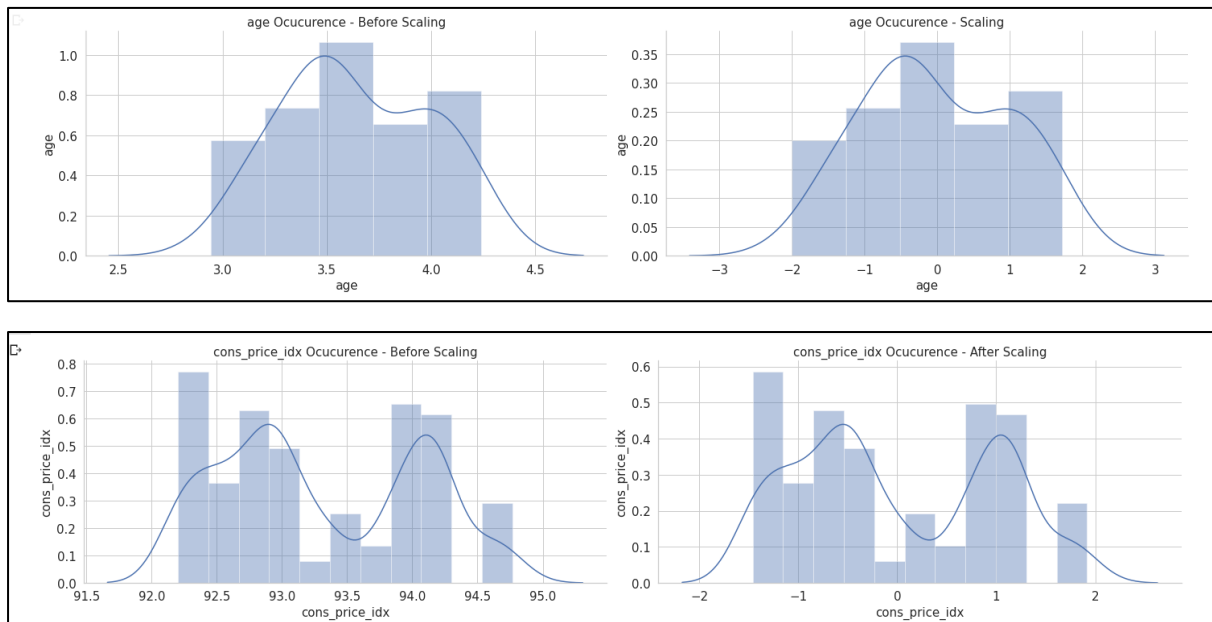 age Ocucurence - Before Scaling
1.0
0.8
0.6
0.4
0.2
0.0
age
2.5 3.0 3.5 4.0 4.5
age
age Ocucurence - Scaling
0.35
0.30
0.25
0.20
0.15
0.10
0.05
0.00
age
−3 −2 −1 0 1 2 3
age
cons_price_idx Ocucurence - Before Scaling
0.8
0.7
0.6
0.5
0.4
0.3
0.2
0.1
0.0
cons_price_idx
91.5 92.0 92.5 93.0 93.5 94.0 94.5 95.0
cons_price_idx
cons_price_idx Ocucurence - After Scaling
0.6
0.5
0.4
0.3
0.2
0.1
0.0
cons_price_idx
−2 −1 0 1 2
cons_price_idx